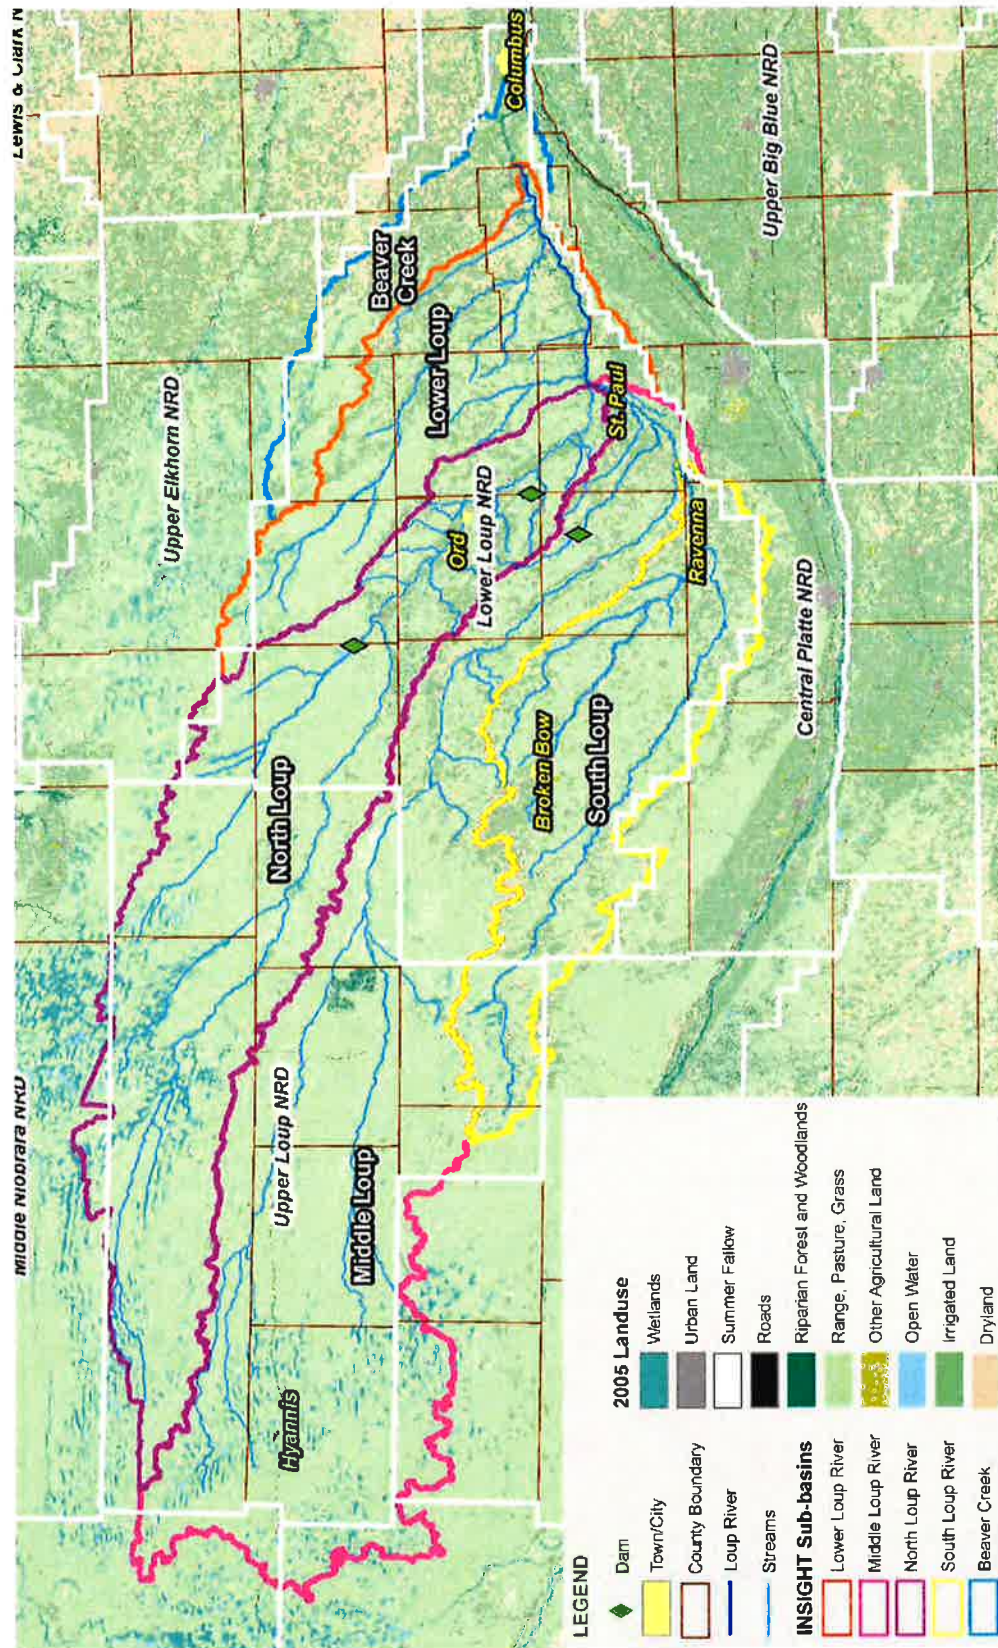 Lewis & Clark N
Middle Niobrara NRD
Upper Elkhorn NRD
Columbus
Beaver
Creek
Lower Loup
Upper Big Blue NRD
St. Paul
Ord
Lower Loup NRD
Ravenna
North Loup
Broken Bow
South Loup
Central Platte NRD
Upper Loup NRD
Middle Loup
Hyannis
LEGEND
Dam
Town/City
County Boundary
Loup River
Streams
INSIGHT Sub-basins
Lower Loup River
Middle Loup River
North Loup River
South Loup River
Beaver Creek
2005 Landuse
Wetlands
Urban Land
Summer Fallow
Roads
Riparian Forest and Woodlands
Range, Pasture, Grass
Other Agricultural Land
Open Water
Irrigated Land
Dryland